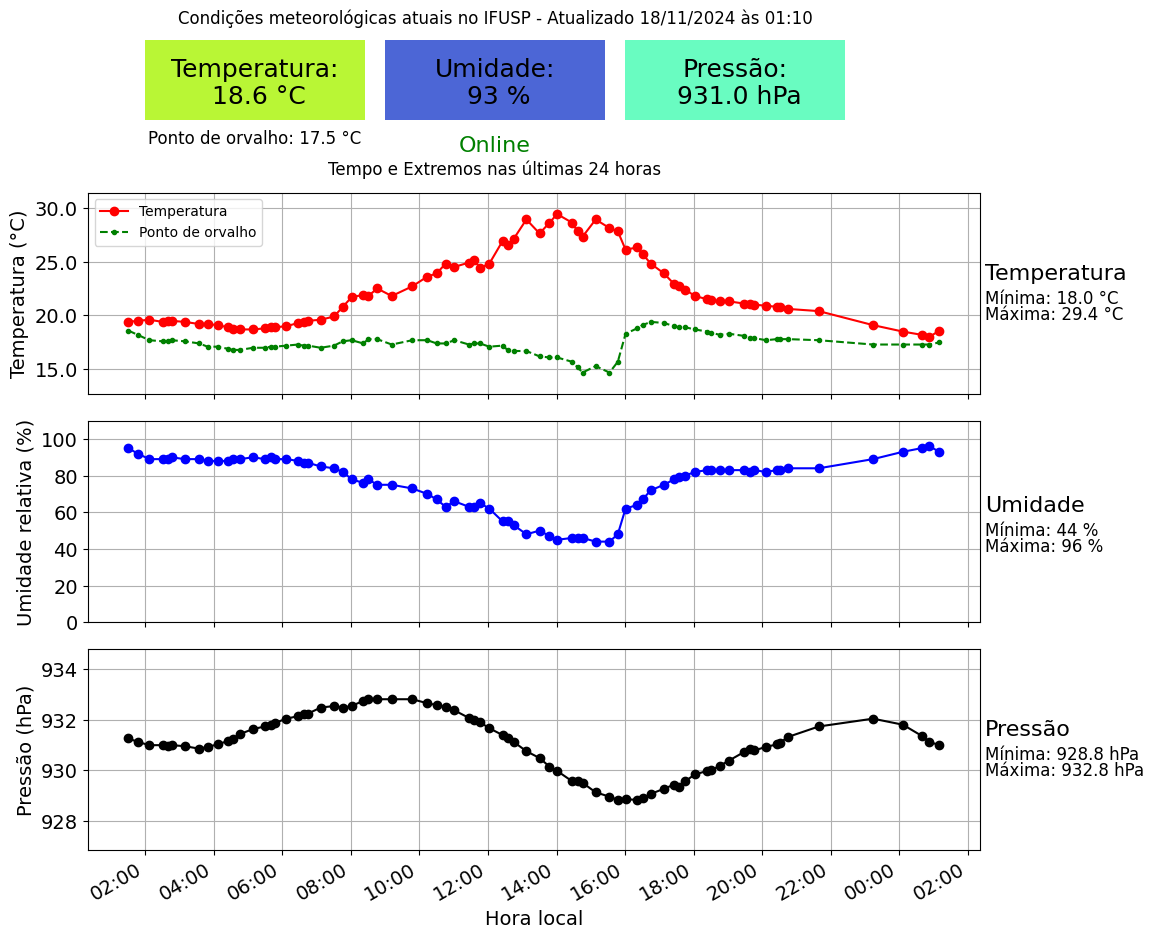 Condições meteorológicas atuais no IFUSP - Atualizado 18/11/2024 às 01:10
Temperatura:
18.6 °C
Umidade:
93 %
Pressão:
931.0 hPa
Ponto de orvalho: 17.5 °C
Online
Tempo e Extremos nas últimas 24 horas
Temperatura (°C)
30.0
25.0
20.0
15.0
Temperatura
Ponto de orvalho
Temperatura
Mínima: 18.0 °C
Máxima: 29.4 °C
Umidade relativa (%)
100
80
60
40
20
0
Umidade
Mínima: 44 %
Máxima: 96 %
Pressão (hPa)
934
932
930
928
Pressão
Mínima: 928.8 hPa
Máxima: 932.8 hPa
02:00 04:00 06:00 08:00 10:00 12:00 14:00 16:00 18:00 20:00 22:00 00:00 02:00
Hora local